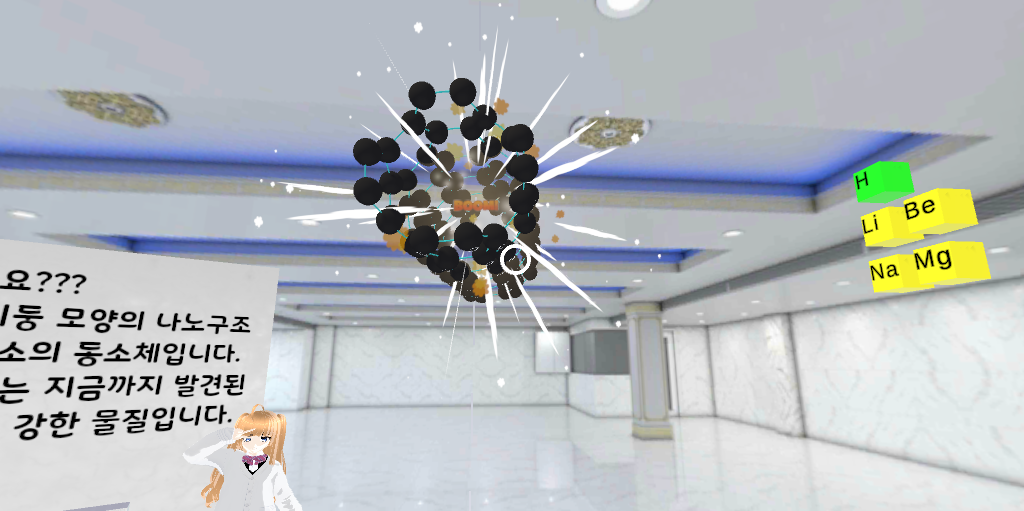 요???
둥 모양의 나노구조
소의 동소체입니다.
는 지금까지 발견된
강한 물질입니다.
BOOM!
H
Li Be
Na Mg